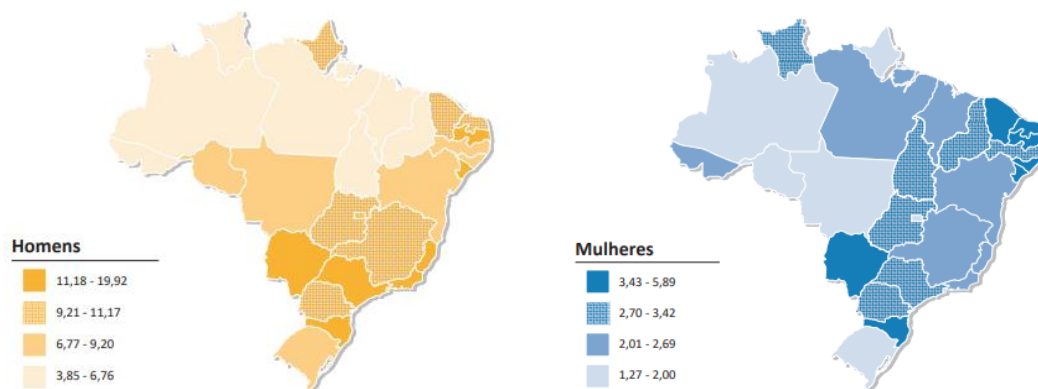 Homens
11,18 - 19,92
9,21 - 11,17
6,77 - 9,20
3,85 - 6,76
Mulheres
3,43 - 5,89
2,70 - 3,42
2,01 - 2,69
1,27 - 2,00